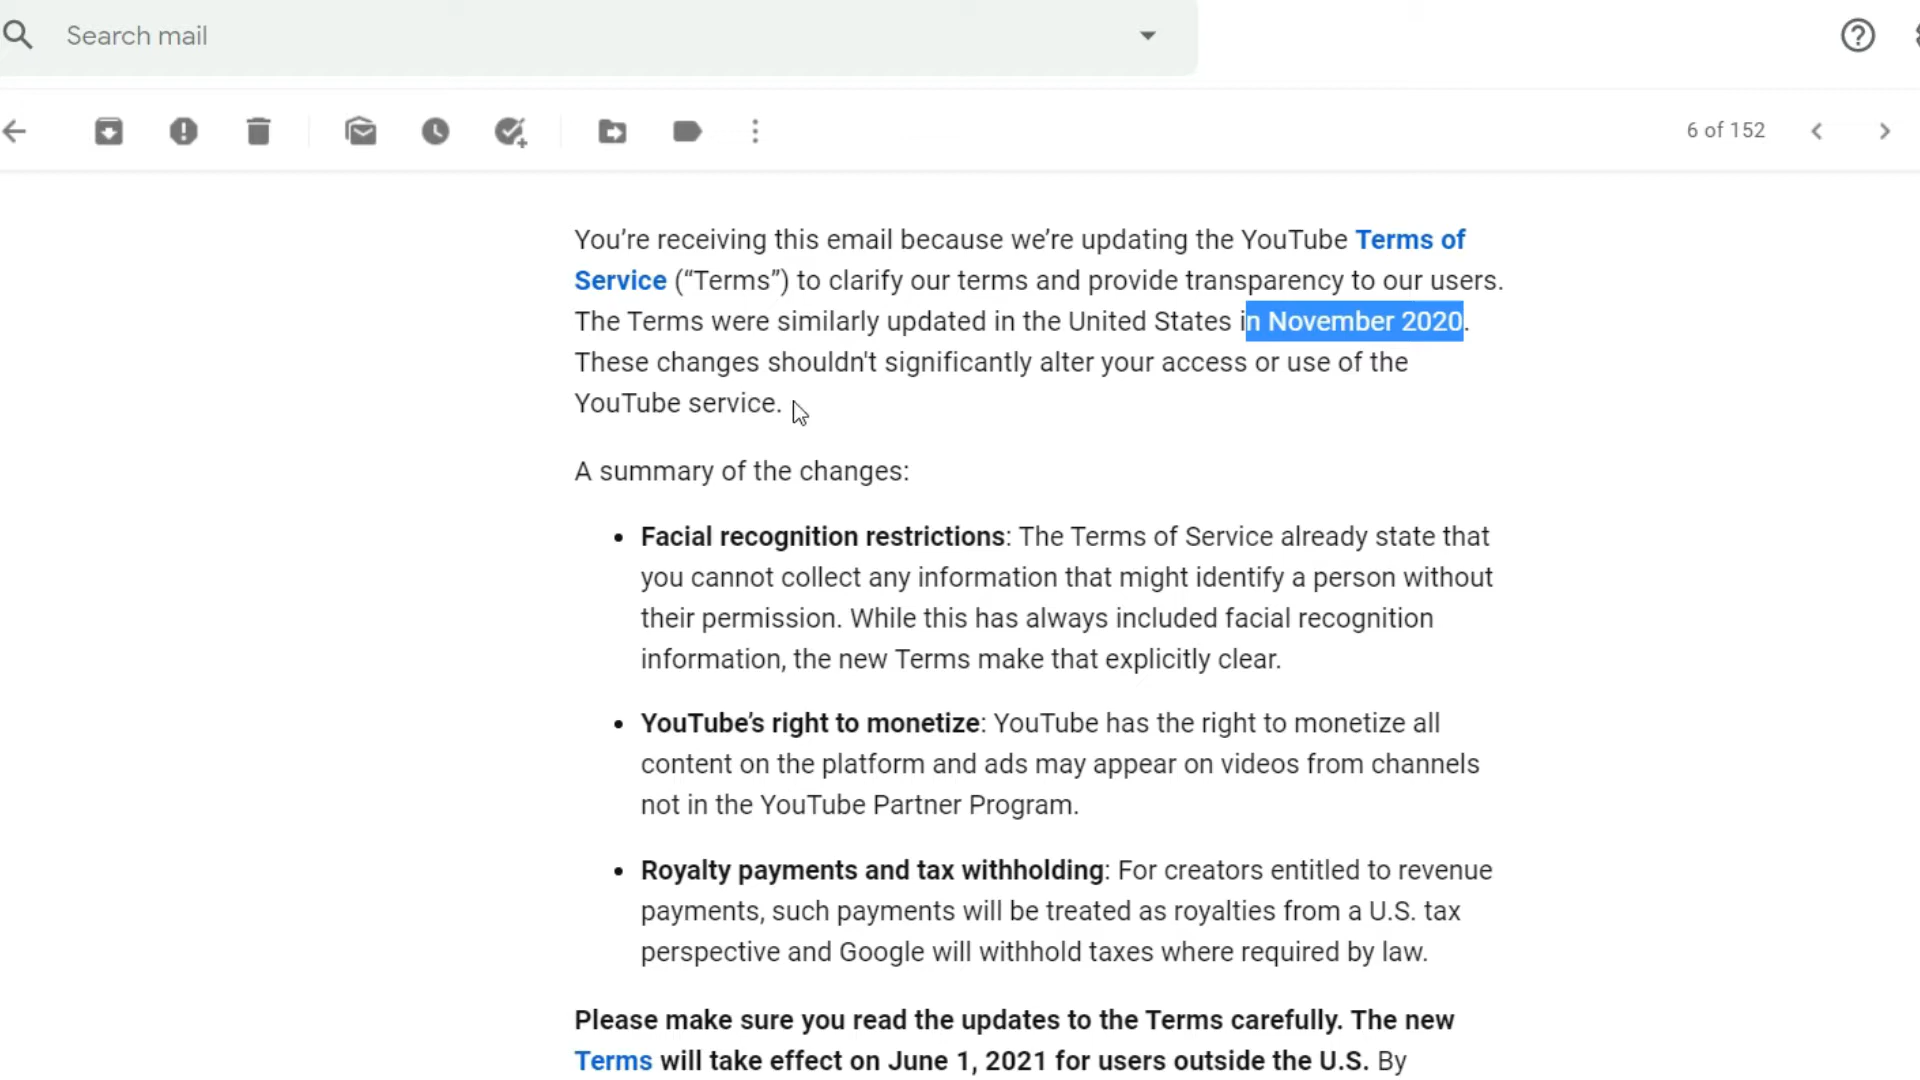 Search mail
6 of 152
You’re receiving this email because we’re updating the YouTube Terms of
Service (“Terms”) to clarify our terms and provide transparency to our users.
The Terms were similarly updated in the United States in November 2020.
These changes shouldn't significantly alter your access or use of the
YouTube service.
A summary of the changes:
• Facial recognition restrictions: The Terms of Service already state that
you cannot collect any information that might identify a person without
their permission. While this has always included facial recognition
information, the new Terms make that explicitly clear.
• YouTube’s right to monetize: YouTube has the right to monetize all
content on the platform and ads may appear on videos from channels
not in the YouTube Partner Program.
• Royalty payments and tax withholding: For creators entitled to revenue
payments, such payments will be treated as royalties from a U.S. tax
perspective and Google will withhold taxes where required by law.
Please make sure you read the updates to the Terms carefully. The new
Terms will take effect on June 1, 2021 for users outside the U.S. By